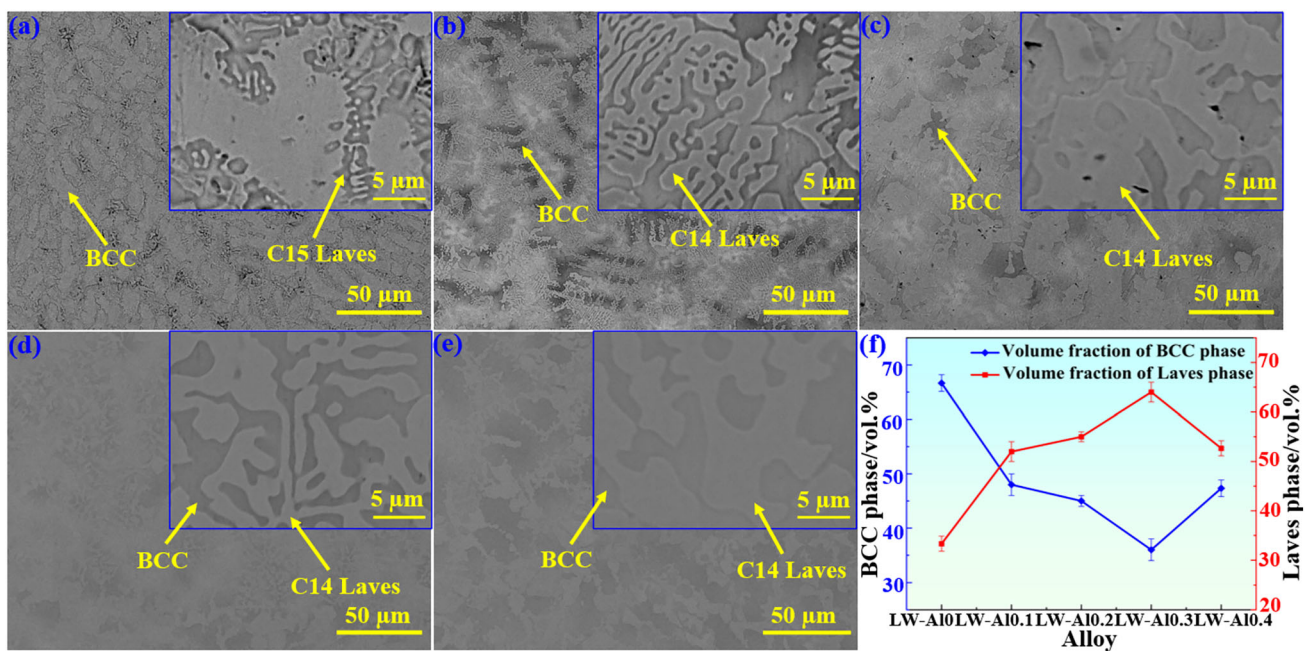 (a)
5 µm
BCC
C15 Laves
50 µm
(b)
5 µm
BCC
C14 Laves
50 µm
(c)
5 µm
BCC
C14 Laves
50 µm
(d)
5 µm
BCC
C14 Laves
50 µm
(e)
5 µm
BCC
C14 Laves
50 µm
(f)
Volume fraction of BCC phase
Volume fraction of Laves phase
BCC phase/vol.%
70
60
50
40
30
Laves phase/vol.%
70
60
50
40
30
20
LW-Al0 LW-Al0.1 LW-Al0.2 LW-Al0.3 LW-Al0.4
Alloy